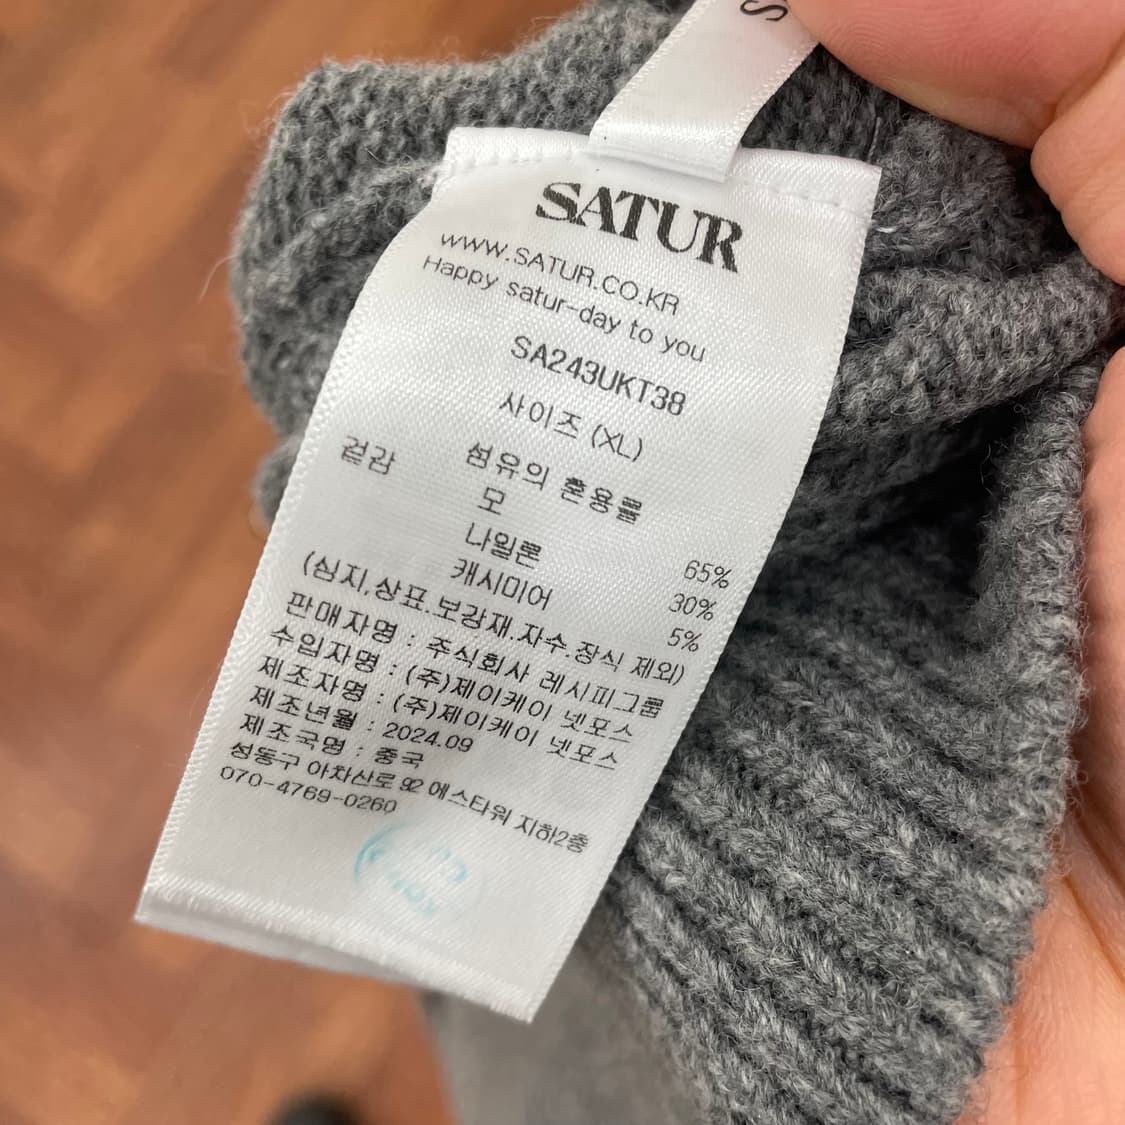 S
SATUR
WWW.SATUR.CO.KR
Happy satur-day to you
SA243UKT38
사이즈 (XL)
겉감 섬유의 혼용률
모 65%
나일론 30%
캐시미어 5%
(심지,상표.보강재.자수.장식 제외)
판매자명 : 주식회사 레시피그룹
수입자명 : (주)제이케이 넷포스
제조자명 : (주)제이케이 넷포스
제조년월 : 2024.09
제조국명 : 중국
성동구 아차산로 92 에스타워 지하2층
070-4769-0260